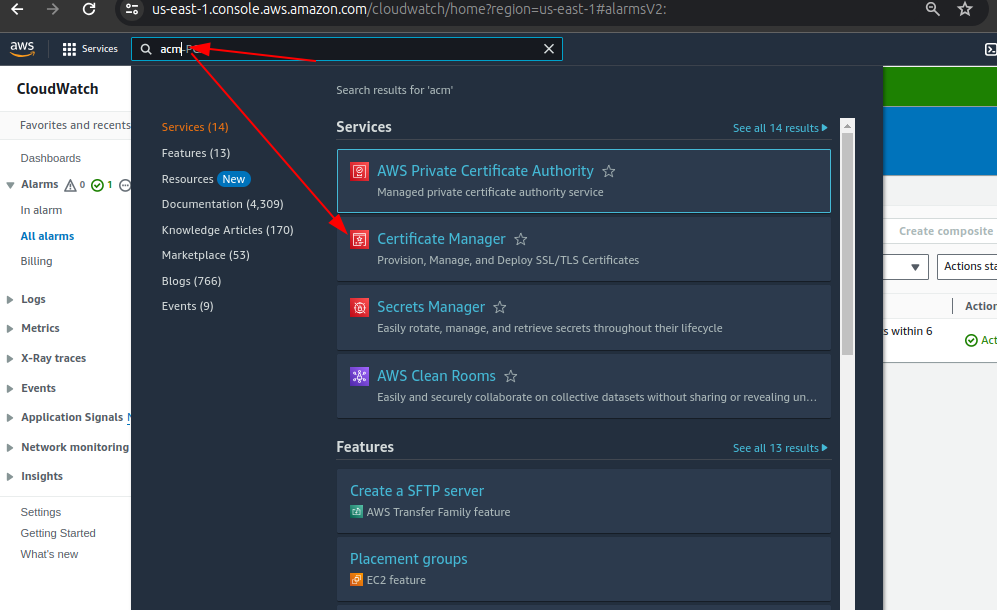 us-east-1.console.aws.amazon.com/cloudwatch/home?region=us-east-1#alarmsV2:
aws
Services
acm
CloudWatch
Favorites and recents
Dashboards
Alarms 0 1
In alarm
All alarms
Billing
Logs
Metrics
X-Ray traces
Events
Application Signals
Network monitoring
Insights
Settings
Getting Started
What's new
Search results for 'acm'
Services (14)
Features (13)
Resources New
Documentation (4,309)
Knowledge Articles (170)
Marketplace (53)
Blogs (766)
Events (9)
Services
See all 14 results
AWS Private Certificate Authority
Managed private certificate authority service
Certificate Manager
Provision, Manage, and Deploy SSL/TLS Certificates
Secrets Manager
Easily rotate, manage, and retrieve secrets throughout their lifecycle
AWS Clean Rooms
Easily and securely collaborate on collective datasets without sharing or revealing un...
Features
See all 13 results
Create a SFTP server
AWS Transfer Family feature
Placement groups
EC2 feature
Create composite
Actions sta
Action
s within 6
Act